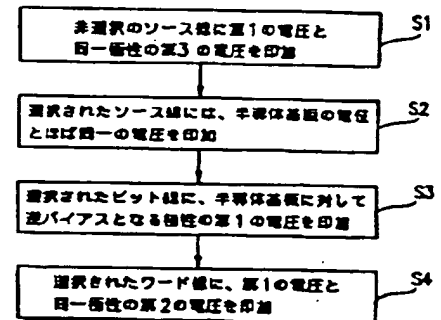 非選択のソース線に第1の電圧と
同一極性の第3の電圧を印加
S1
選択されたソース線には、半導体基板の電位
とほぼ同一の電圧を印加
S2
選択されたビット線に、半導体基板に対して
逆バイアスとなる極性の第1の電圧を印加
S3
選択されたワード線に、第1の電圧と
同一極性の第2の電圧を印加
S4